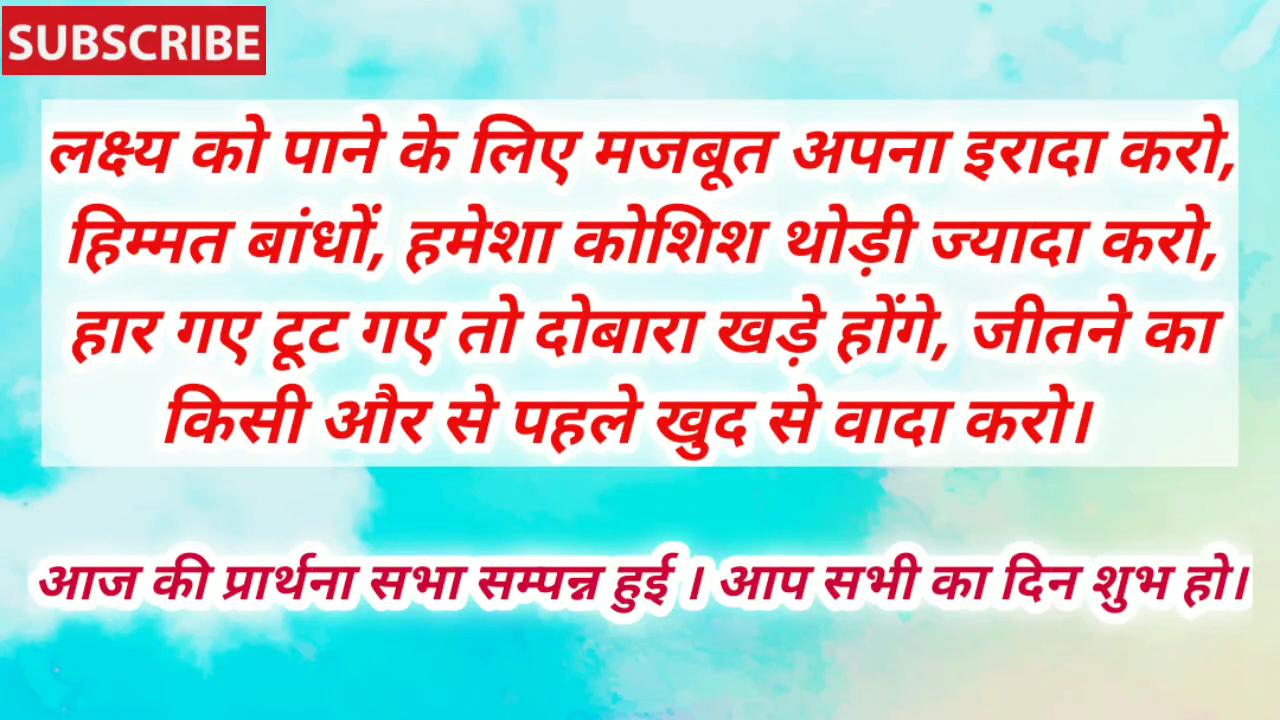 SUBSCRIBE
लक्ष्य को पाने के लिए मजबूत अपना इरादा करो,
हिम्मत बांधों, हमेशा कोशिश थोड़ी ज्यादा करो,
हार गए टूट गए तो दोबारा खड़े होंगे, जीतने का
किसी और से पहले खुद से वादा करो।
आज की प्रार्थना सभा सम्पन्न हुई । आप सभी का दिन शुभ हो।